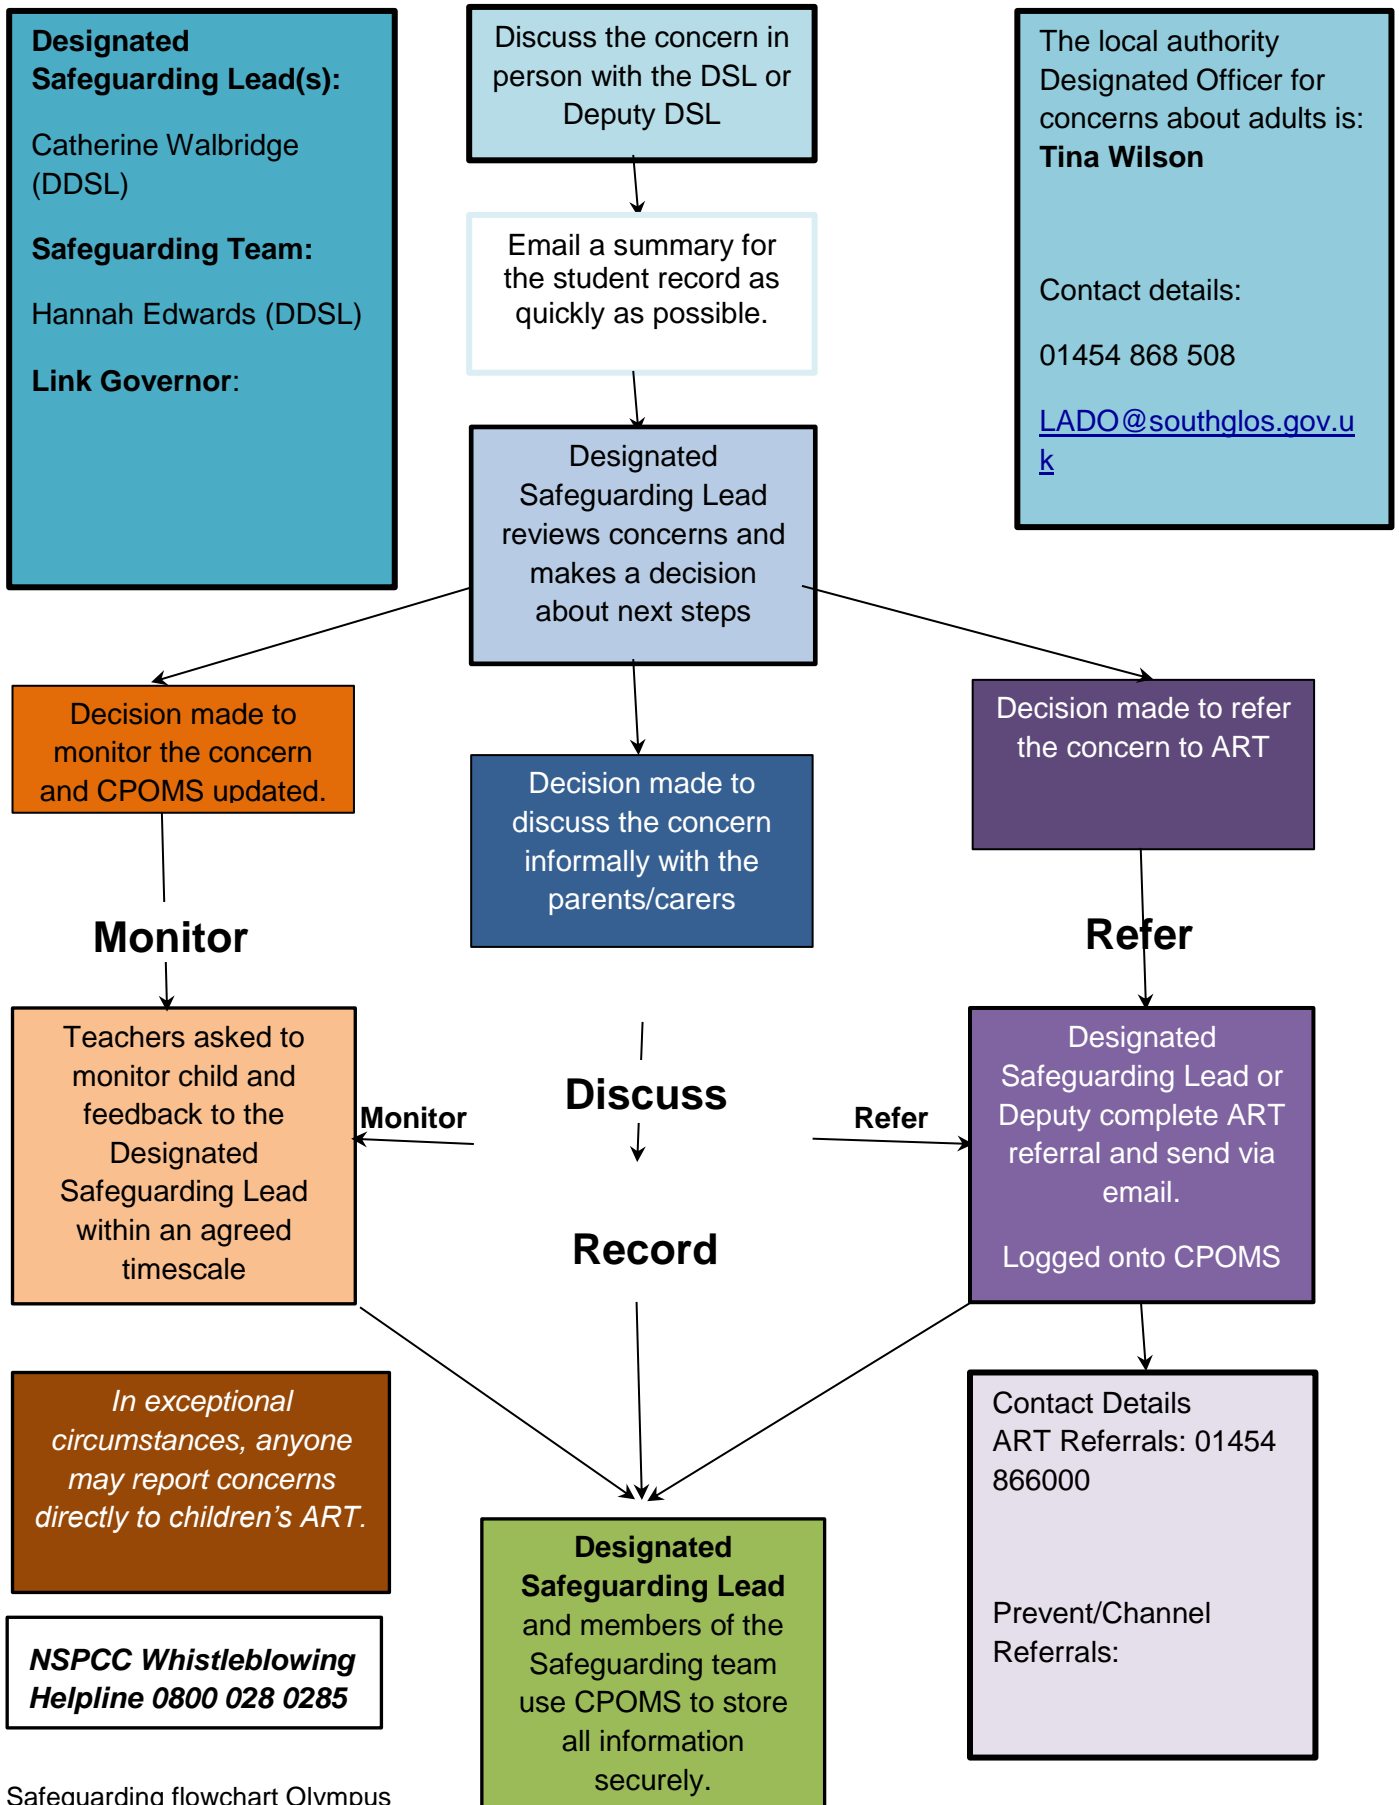 Designated
Safeguarding Lead(s):
Catherine Walbridge
(DDSL)
Safeguarding Team:
Hannah Edwards (DDSL)
Link Governor:
Discuss the concern in
person with the DSL or
Deputy DSL
The local authority
Designated Officer for
concerns about adults is:
Tina Wilson
Contact details:
01454 868 508
LADO@southglos.gov.u
k
Email a summary for
the student record as
quickly as possible.
Designated
Safeguarding Lead
reviews concerns and
makes a decision
about next steps
Decision made to
monitor the concern
and CPOMS updated.
Decision made to
discuss the concern
informally with the
parents/carers
Decision made to refer
the concern to ART
Monitor
Refer
Teachers asked to
monitor child and
feedback to the
Designated
Safeguarding Lead
within an agreed
timescale
Monitor
Discuss
Refer
Record
Designated
Safeguarding Lead or
Deputy complete ART
referral and send via
email.
Logged onto CPOMS
In exceptional
circumstances, anyone
may report concerns
directly to children’s ART.
NSPCC Whistleblowing
Helpline 0800 028 0285
Designated
Safeguarding Lead
and members of the
Safeguarding team
use CPOMS to store
all information
securely.
Contact Details
ART Referrals: 01454
866000
Prevent/Channel
Referrals:
Safeguarding flowchart Olympus